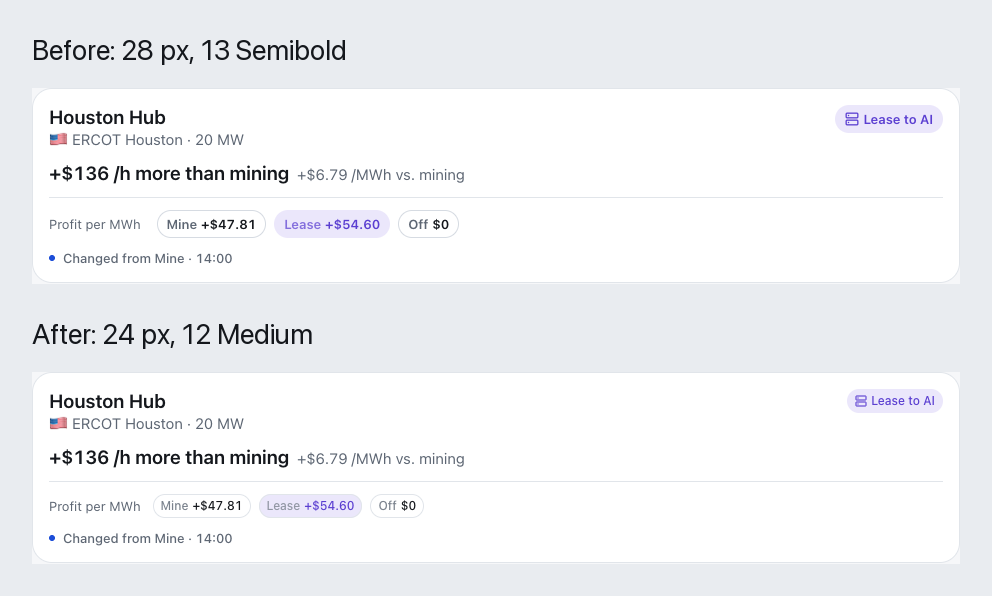 Before: 28 px, 13 Semibold
Houston Hub
Lease to AI
🇺🇸 ERCOT Houston · 20 MW
+$136 /h more than mining +$6.79 /MWh vs. mining
Profit per MWh Mine +$47.81 Lease +$54.60 Off $0
Changed from Mine · 14:00
After: 24 px, 12 Medium
Houston Hub
Lease to AI
🇺🇸 ERCOT Houston · 20 MW
+$136 /h more than mining +$6.79 /MWh vs. mining
Profit per MWh Mine +$47.81 Lease +$54.60 Off $0
Changed from Mine · 14:00